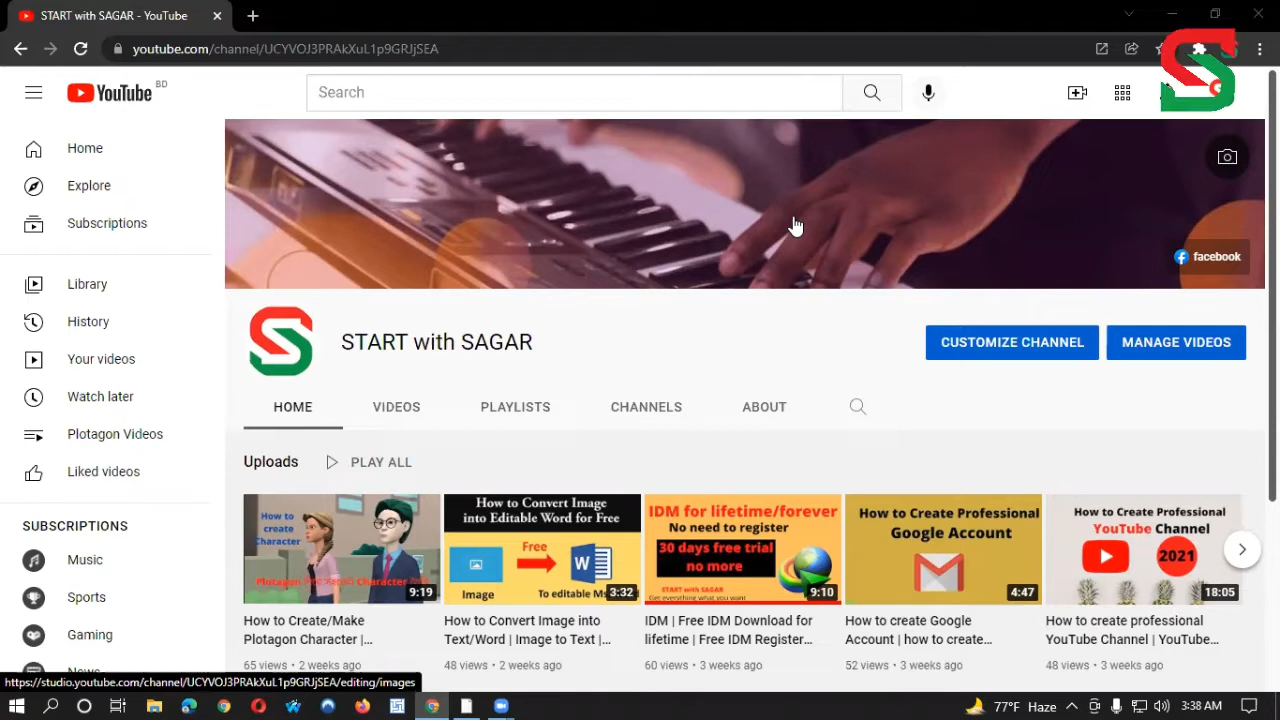 START with SAGAR - YouTube
youtube.com/channel/UCYVOJ3PRAkXuL1p9GRJjSEA
YouTube BD
Search
Home
Explore
Subscriptions
Library
History
Your videos
Watch later
Plotagon Videos
Liked videos
SUBSCRIPTIONS
Music
Sports
Gaming
News
facebook
START with SAGAR
CUSTOMIZE CHANNEL
MANAGE VIDEOS
HOME VIDEOS PLAYLISTS CHANNELS ABOUT
Uploads PLAY ALL
How to
create
Character
9:19
How to Create/Make
Plotagon Character |...
65 views • 2 weeks ago
How to Convert Image
into Editable Word for Free
Free
Image
3:32
How to Convert Image into
Text/Word | Image to Text |...
48 views • 2 weeks ago
IDM for lifetime/forever
No need to register
30 days free trial
no more
START with SAGAR
Get everything what you want
9:10
IDM | Free IDM Download for
lifetime | Free IDM Register...
60 views • 3 weeks ago
How to Create Professional
Google Account
4:47
How to create Google
Account | how to create...
52 views • 3 weeks ago
How to Create Professional
YouTube Channel
2021
18:05
How to create professional
YouTube Channel | YouTube...
48 views • 3 weeks ago
https://studio.youtube.com/channel/UCYVOJ3PRAkXuL1p9GRJjSEA/editing/images
77°F Haze
3:38 AM